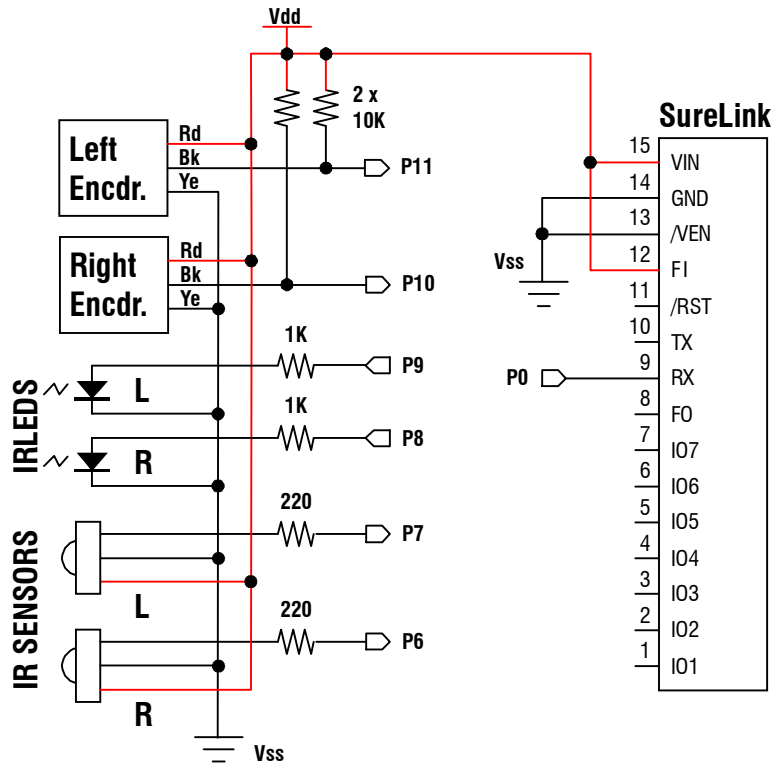 Vdd
2 x
10K
Left
Encdr.
Rd
Bk
Ye
P11
Right
Encdr.
Rd
Bk
Ye
P10
IRLEDS
L
1K
P9
R
1K
P8
IR SENSORS
L
220
P7
R
220
P6
Vss
SureLink
15 VIN
14 GND
13 /VEN
12 FI
11 /RST
10 TX
9 RX
8 FO
7 IO7
6 IO6
5 IO5
4 IO4
3 IO3
2 IO2
1 IO1
Vss
P0